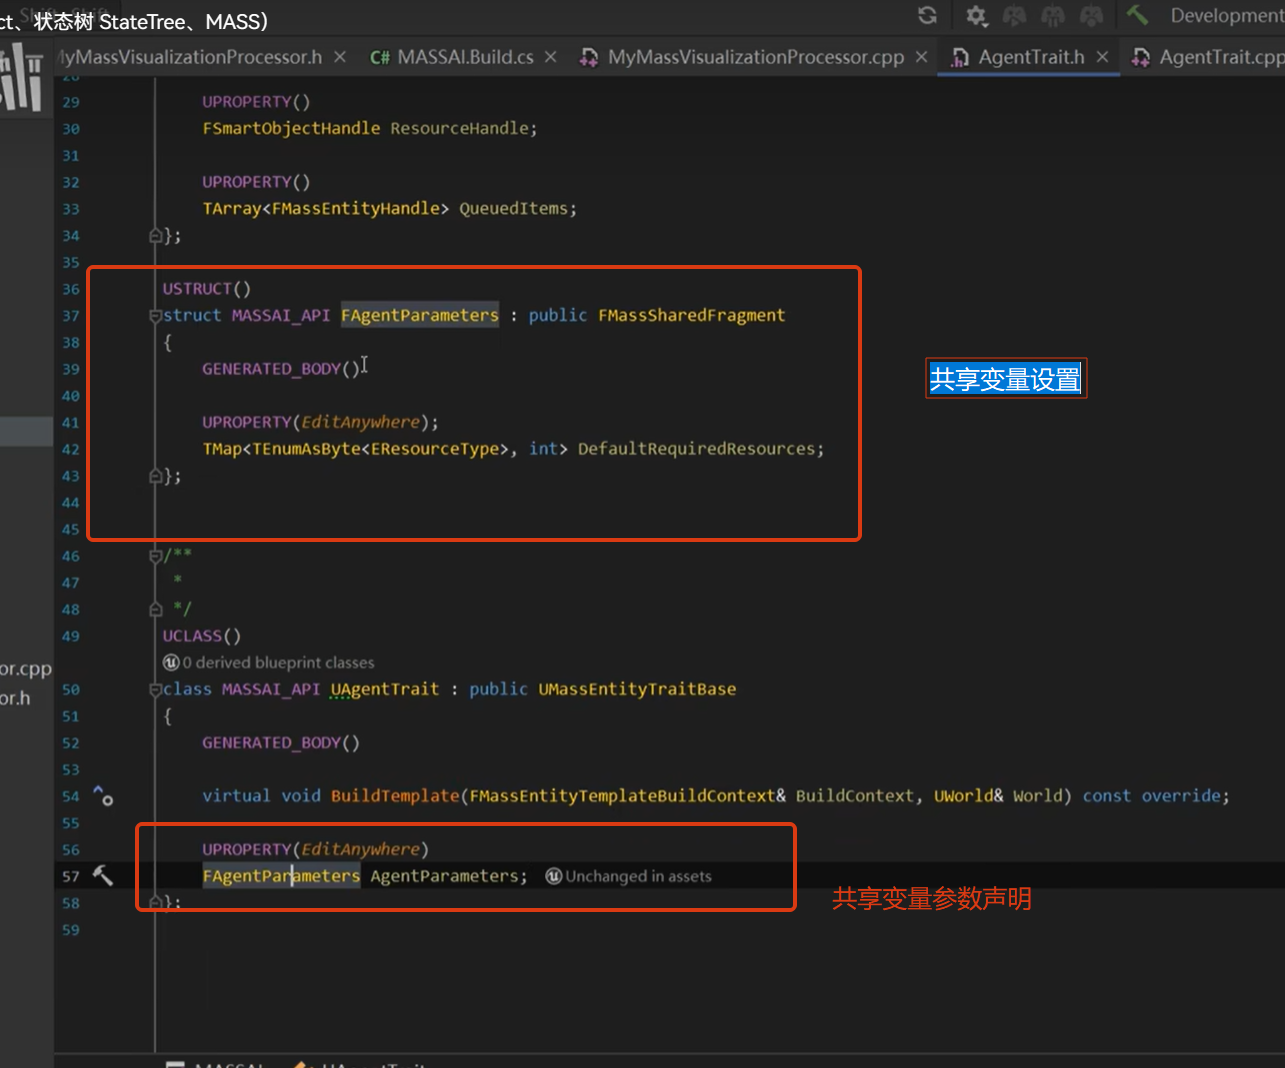 ct、状态树 StateTree、MASS）
Development
MyMassVisualizationProcessor.h
C# MASSAI.Build.cs
MyMassVisualizationProcessor.cpp
AgentTrait.h
AgentTrait.cpp
28
29 UPROPERTY()
30 FSmartObjectHandle ResourceHandle;
31
32 UPROPERTY()
33 TArray<FMassEntityHandle> QueuedItems;
34 };
35
36 USTRUCT()
37 struct MASSAI_API FAgentParameters : public FMassSharedFragment
38 {
39 GENERATED_BODY()
共享变量设置
40
41 UPROPERTY(EditAnywhere);
42 TMap<TEnumAsByte<EResourceType>, int> DefaultRequiredResources;
43 };
44
45
46 /**
47 *
48 */
49 UCLASS()
0 derived blueprint classes
or.cpp
or.h
50 class MASSAI_API UAgentTrait : public UMassEntityTraitBase
51 {
52 GENERATED_BODY()
53
54 virtual void BuildTemplate(FMassEntityTemplateBuildContext& BuildContext, UWorld& World) const override;
55
56 UPROPERTY(EditAnywhere)
57 FAgentParameters AgentParameters; Unchanged in assets
共享变量参数声明
58 };
59